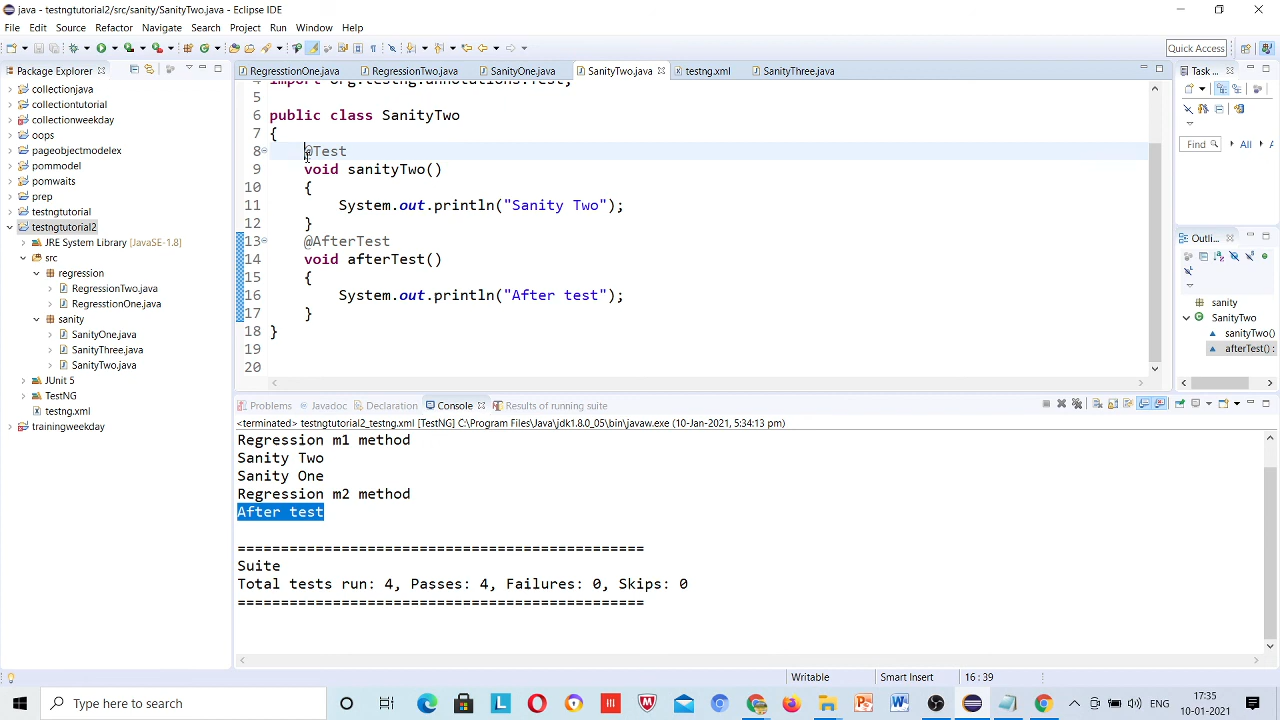 java - testngtutorial2/src/sanity/SanityTwo.java - Eclipse IDE
File Edit Source Refactor Navigate Search Project Run Window Help
Quick Access
Package Explorer
RegresstionOne.java
RegressionTwo.java
SanityOne.java
SanityTwo.java
testng.xml
SanityThree.java
Task ...
collectionjava
collectiontutorial
collectionweekday
oops
pageobjectmodelex
pommodel
pomwaits
prep
testngtutorial
testngtutorial2
JRE System Library [JavaSE-1.8]
src
regression
RegressionTwo.java
RegresstionOne.java
sanity
SanityOne.java
SanityThree.java
SanityTwo.java
JUnit 5
TestNG
testng.xml
trainingweekday
4 import org.testng.annotations.Test;
5
6 public class SanityTwo
7 {
8 @Test
9 void sanityTwo()
10 {
11 System.out.println("Sanity Two");
12 }
13 @AfterTest
14 void afterTest()
15 {
16 System.out.println("After test");
17 }
18 }
19
20
Find All A
Outli...
sanity
SanityTwo
sanityTwo()
afterTest() :
Problems Javadoc Declaration Console Results of running suite
<terminated> testngtutorial2_testng.xml [TestNG] C:\Program Files\Java\jdk1.8.0_05\bin\javaw.exe (10-Jan-2021, 5:34:13 pm)
Regression m1 method
Sanity Two
Sanity One
Regression m2 method
After test
===============================================
Suite
Total tests run: 4, Passes: 4, Failures: 0, Skips: 0
===============================================
Writable Smart Insert 16 : 39
Type here to search
ENG
17:35
10-01-2021